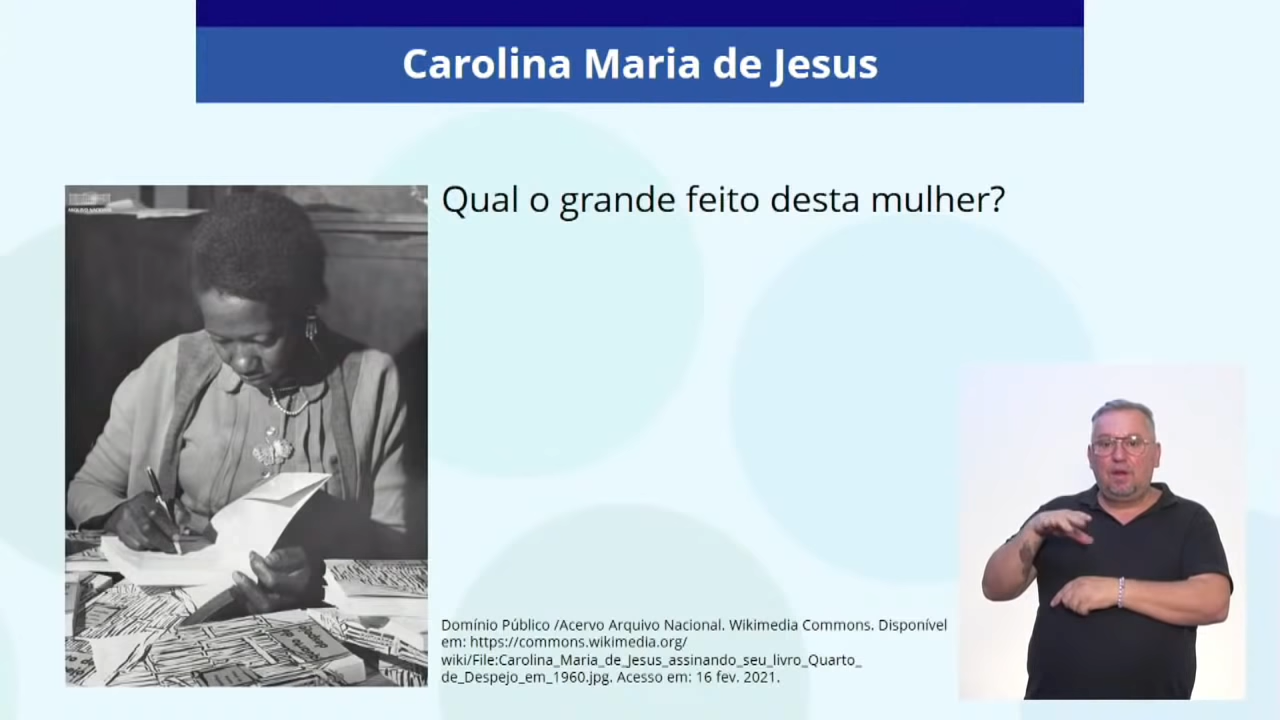 Carolina Maria de Jesus
Qual o grande feito desta mulher?
Domínio Público /Acervo Arquivo Nacional. Wikimedia Commons. Disponível
em: https://commons.wikimedia.org/
wiki/File:Carolina_Maria_de_Jesus_assinando_seu_livro_Quarto_
de_Despejo_em_1960.jpg. Acesso em: 16 fev. 2021.